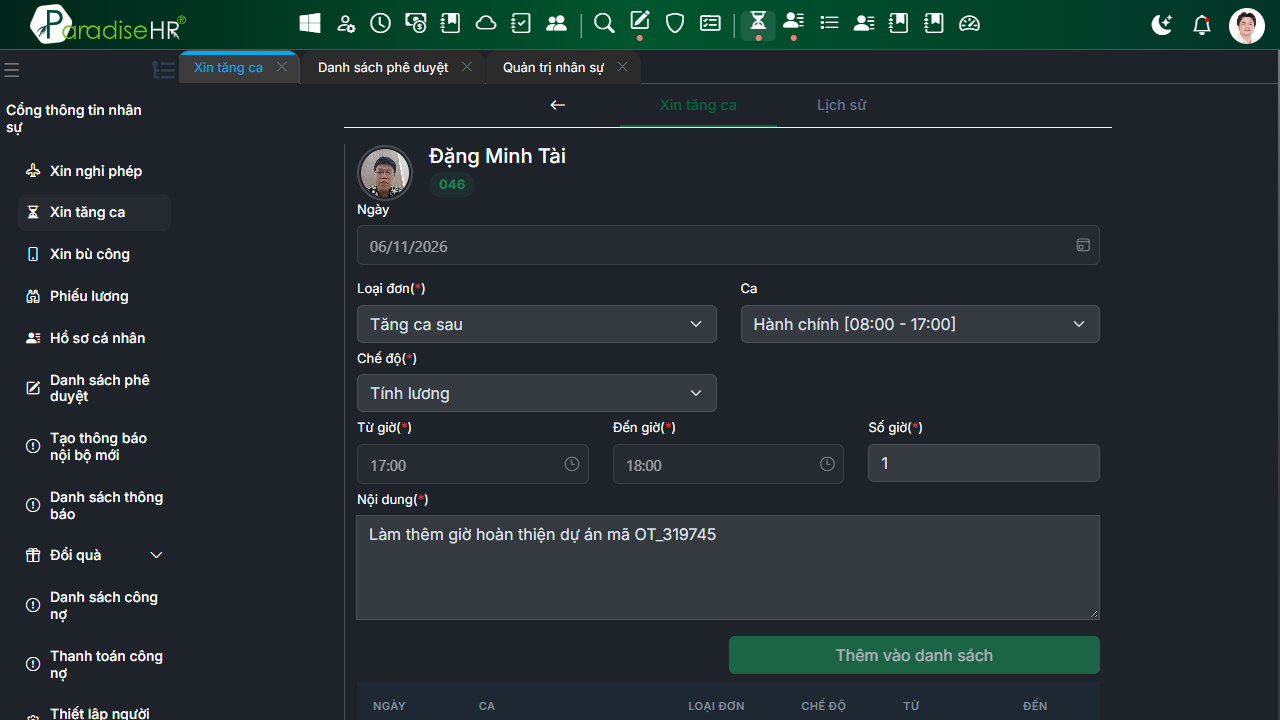 ParadiseHR®
Xin tăng ca
Danh sách phê duyệt
Quản trị nhân sự
Cổng thông tin nhân
sự
Xin nghỉ phép
Xin tăng ca
Xin bù công
Phiếu lương
Hồ sơ cá nhân
Danh sách phê
duyệt
Tạo thông báo
nội bộ mới
Danh sách thông
báo
Đổi quà
Danh sách công
nợ
Thanh toán công
nợ
Thiết lập người
Xin tăng ca
Lịch sử
Đặng Minh Tài
046
Ngày
06/11/2026
Loại đơn(*)
Ca
Tăng ca sau
Hành chính [08:00 - 17:00]
Chế độ(*)
Tính lương
Từ giờ(*)
Đến giờ(*)
Số giờ(*)
17:00
18:00
1
Nội dung(*)
Làm thêm giờ hoàn thiện dự án mã OT_319745
Thêm vào danh sách
NGÀY
CA
LOẠI ĐƠN
CHẾ ĐỘ
TỪ
ĐẾN